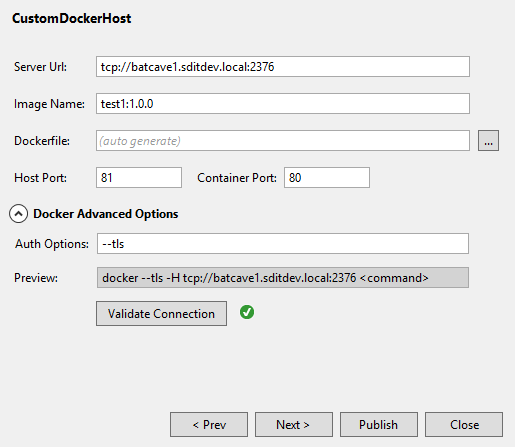 CustomDockerHost
Server Url: tcp://batcave1.sditdev.local:2376
Image Name: test1:1.0.0
Dockerfile: (auto generate) ...
Host Port: 81 Container Port: 80
Docker Advanced Options
Auth Options: --tls
Preview: docker --tls -H tcp://batcave1.sditdev.local:2376 <command>
Validate Connection
< Prev Next > Publish Close